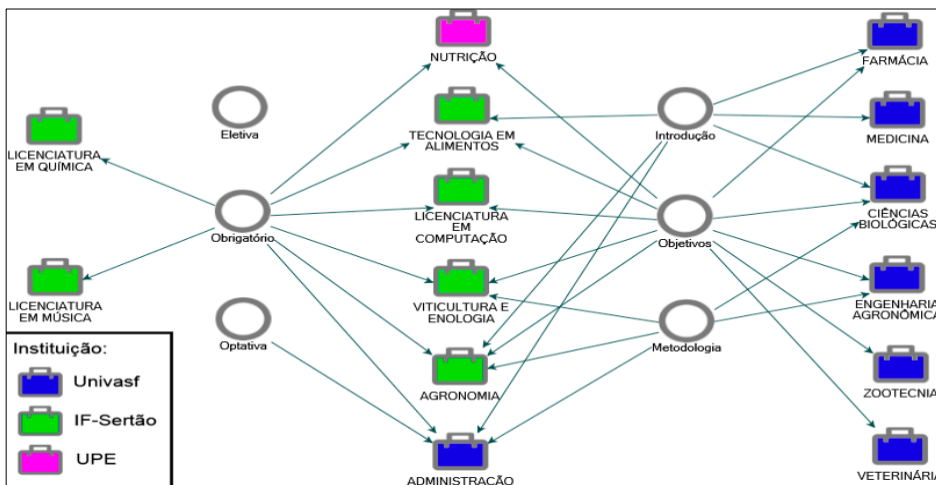 NUTRIÇÃO
FARMÁCIA
Eletiva
TECNOLOGIA EM
ALIMENTOS
Introdução
MEDICINA
LICENCIATURA
EM QUÍMICA
Obrigatório
LICENCIATURA
EM
COMPUTAÇÃO
Objetivos
CIÊNCIAS
BIOLÓGICAS
LICENCIATURA
EM MÚSICA
VITICULTURA E
ENOLOGIA
ENGENHARIA
AGRONÔMICA
Optativa
Metodologia
AGRONOMIA
ZOOTECNIA
ADMINISTRAÇÃO
VETERINÁRIA
Instituição:
Univasf
IF-Sertão
UPE